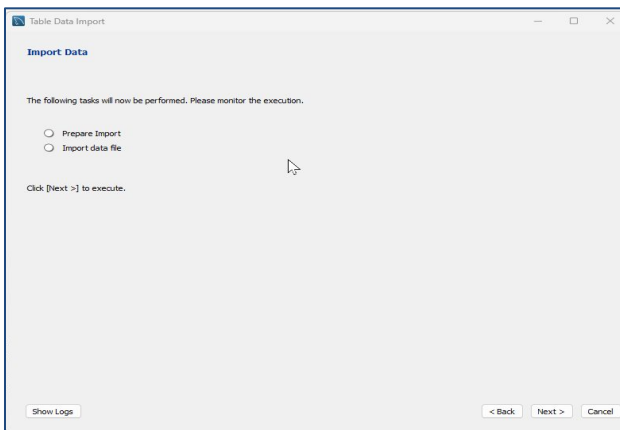 Table Data Import
Import Data
The following tasks will now be performed. Please monitor the execution.
Prepare Import
Import data file
Click [Next >] to execute.
Show Logs
< Back
Next >
Cancel